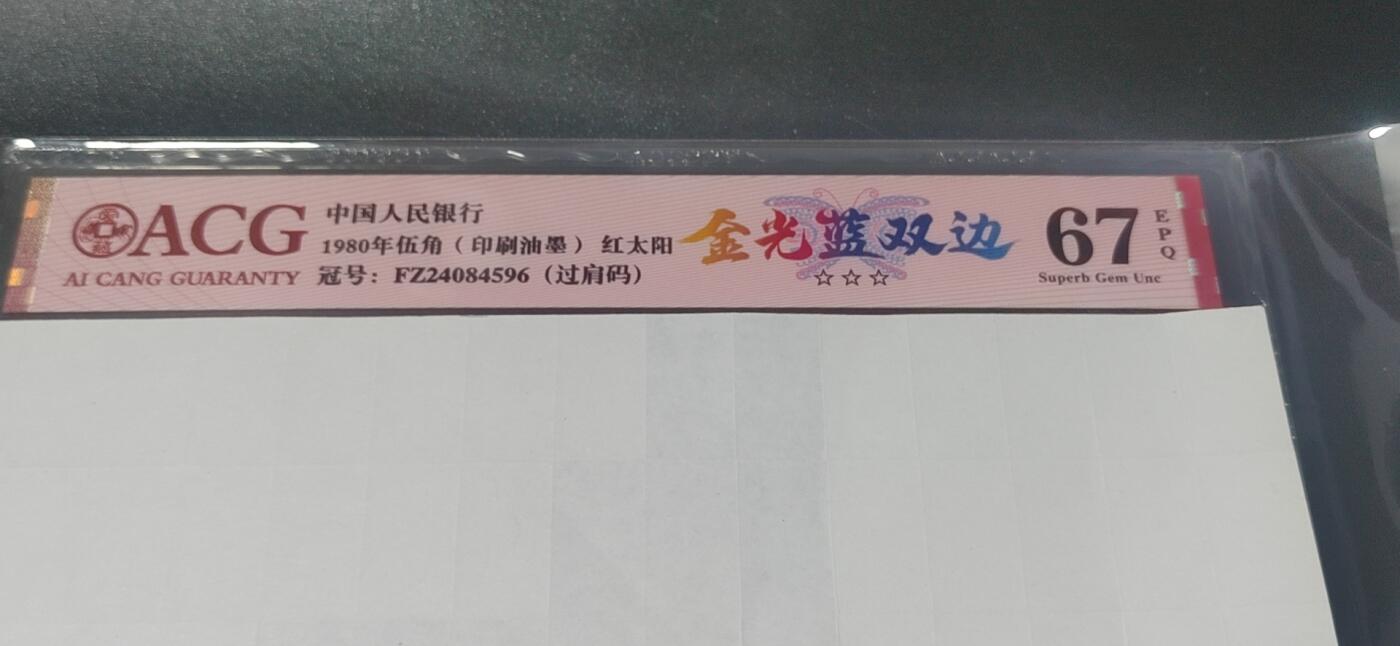 ACG
AI CANG GUARANTY
中国人民银行
1980年伍角（印刷油墨）红太阳
冠号：FZ24084596（过肩码）
金光蓝双边
☆☆☆
67
EPQ
Superb Gem Unc